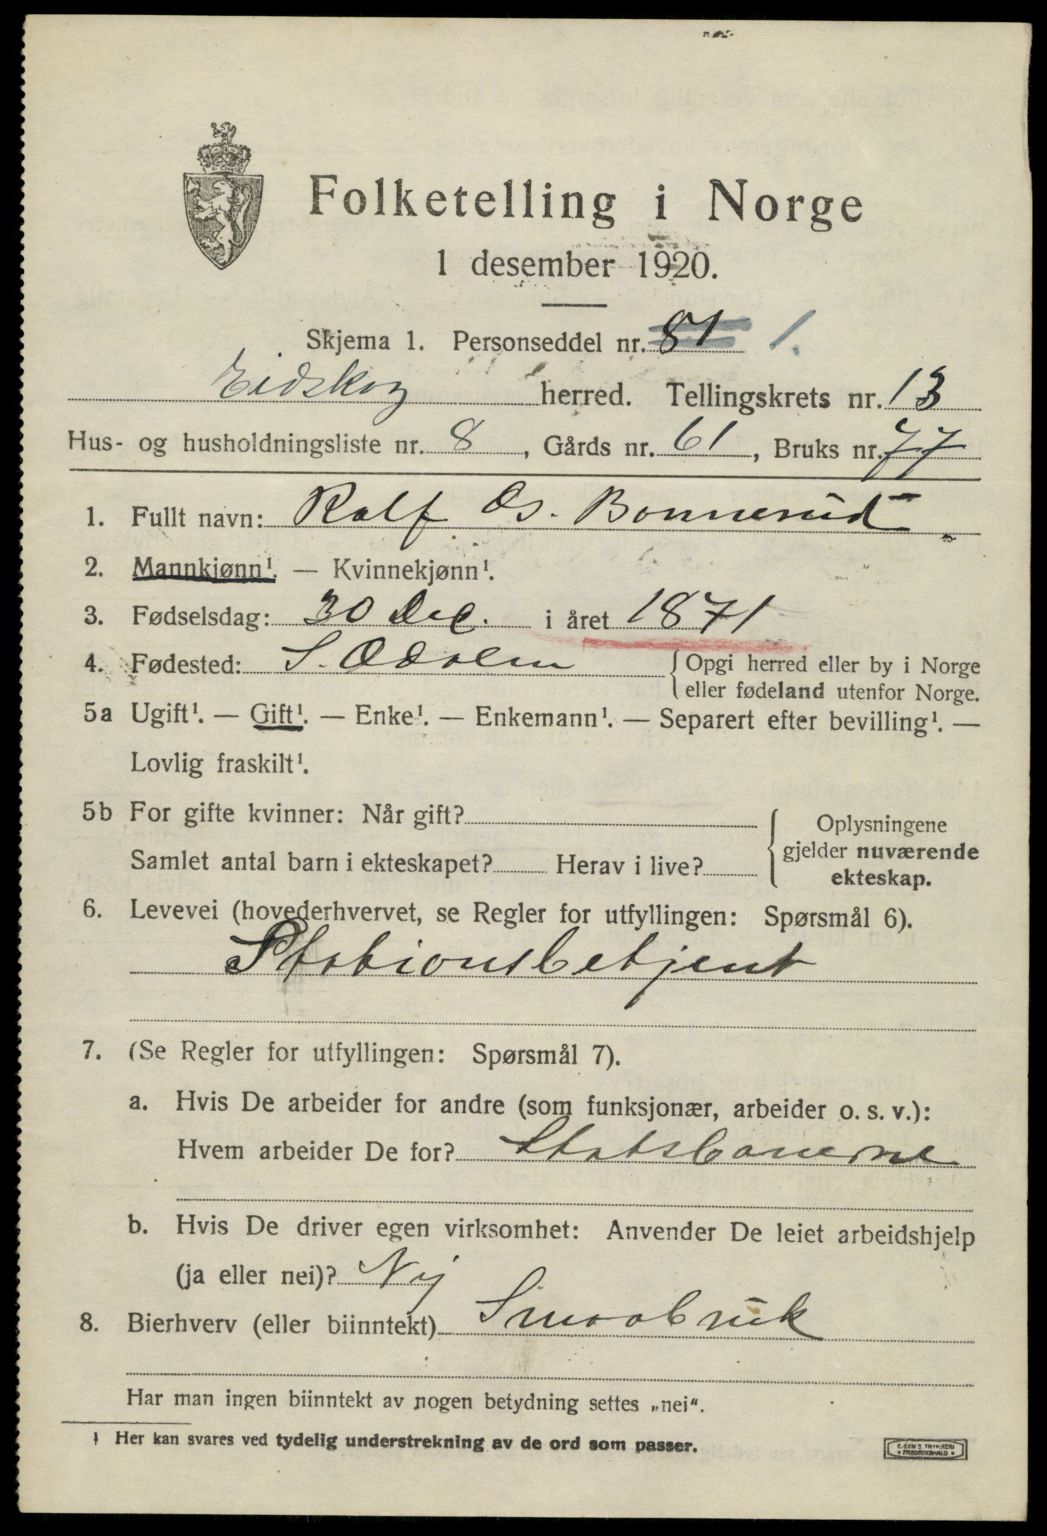 Folketelling i Norge
1 desember 1920.
Skjema 1. Personseddel nr. 81 1.
Eidskog herred. Tellingskrets nr. 13
Hus- og husholdningsliste nr. 8, Gårds nr. 61, Bruks nr. 77
1. Fullt navn: Rolf Os. Bonnerud
2. Mannkjønn¹. — Kvinnekjønn¹.
3. Fødselsdag: 30 Dec. i året 1871
4. Fødested: S. Odalen { Opgi herred eller by i Norge
eller fødeland utenfor Norge.
5a Ugift¹. — Gift¹. — Enke¹. — Enkemann¹. — Separert efter bevilling¹. —
Lovlig fraskilt¹.
5b For gifte kvinner: Når gift?
Samlet antal barn i ekteskapet? Herav i live?
{ Oplysningene
gjelder nuværende
ekteskap.
6. Levevei (hovederhvervet, se Regler for utfyllingen: Spørsmål 6).
Stationsbetjent
7. (Se Regler for utfyllingen: Spørsmål 7).
a. Hvis De arbeider for andre (som funksjonær, arbeider o. s. v.):
Hvem arbeider De for? Statsbanerne
b. Hvis De driver egen virksomhet: Anvender De leiet arbeidshjelp
(ja eller nei)? Nej
8. Bierhverv (eller biinntekt) Smaabruk
Har man ingen biinntekt av nogen betydning settes „nei“.
¹ Her kan svares ved tydelig understrekning av de ord som passer.